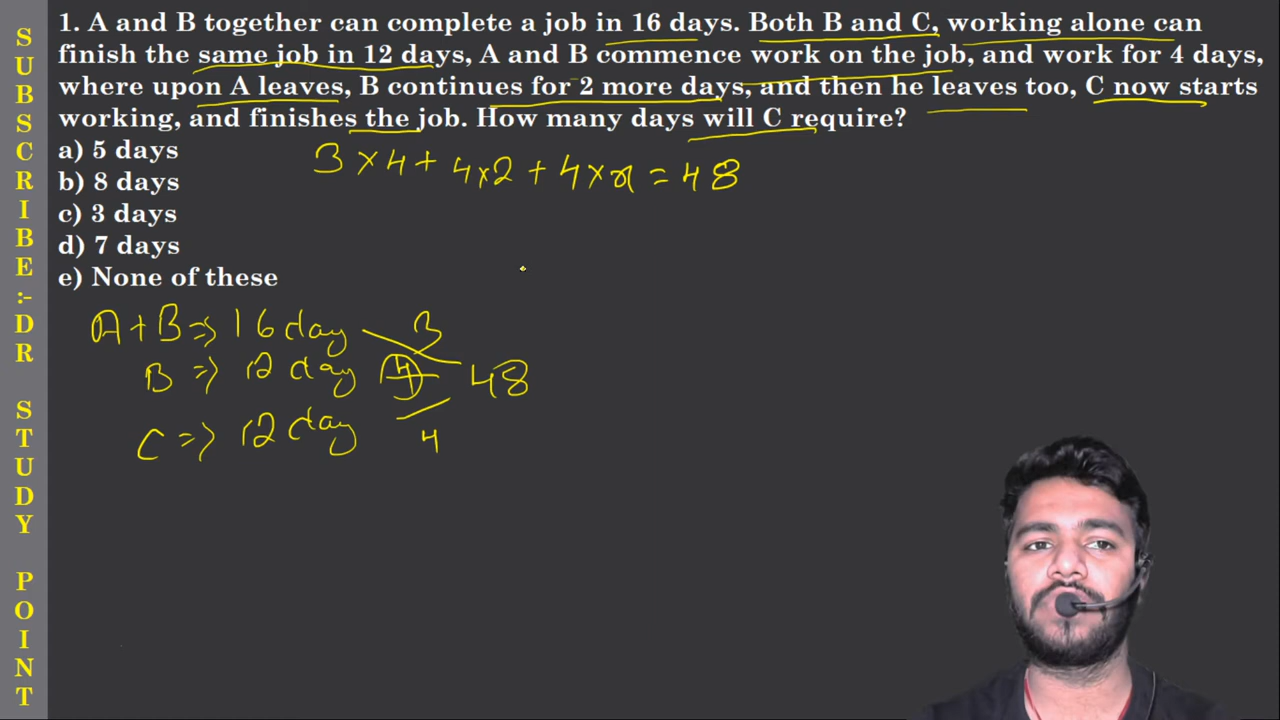 SUBSCRIBE:-DR STUDY POINT
1. A and B together can complete a job in 16 days. Both B and C, working alone can
finish the same job in 12 days, A and B commence work on the job, and work for 4 days,
where upon A leaves, B continues for 2 more days, and then he leaves too, C now starts
working, and finishes the job. How many days will C require?
a) 5 days
b) 8 days
c) 3 days
d) 7 days
e) None of these
3 × 4 + 4×2 + 4×x = 48
A+B ⇒ 16 day 3
B ⇒ 12 day 4 48
C ⇒ 12 day 4